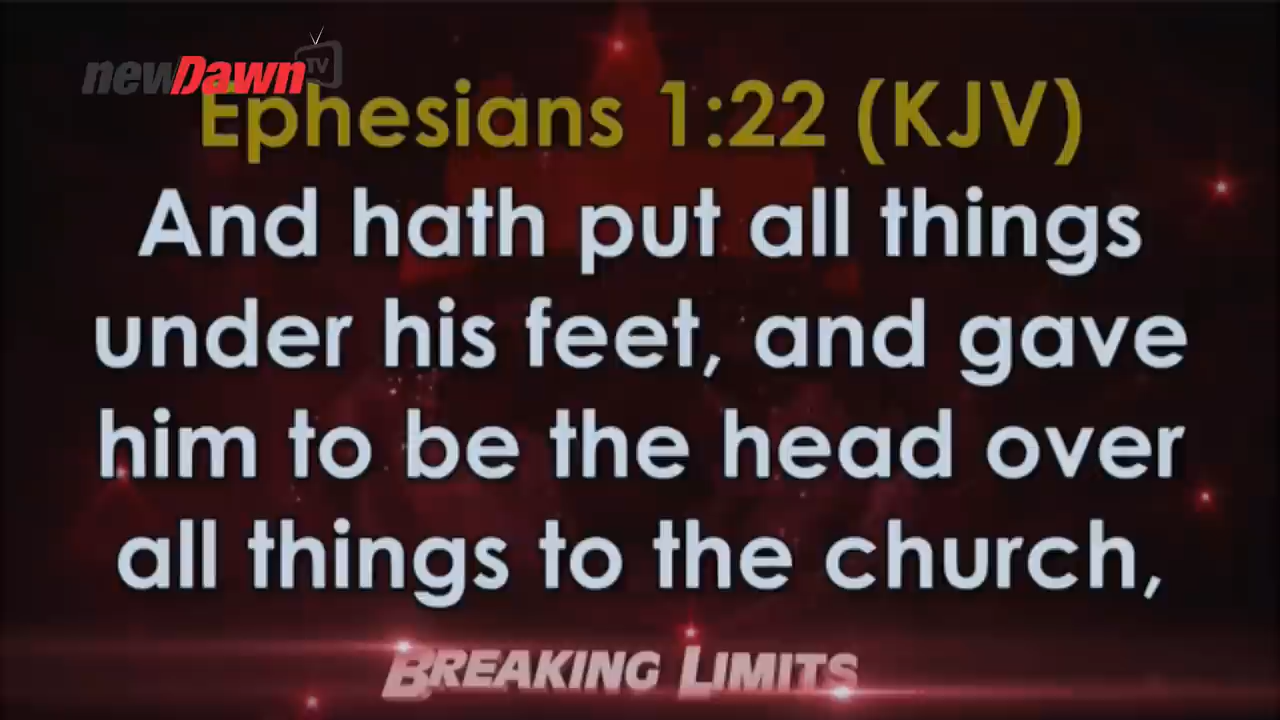 newDawn TV
Ephesians 1:22 (KJV)
And hath put all things
under his feet, and gave
him to be the head over
all things to the church,
BREAKING LIMITS